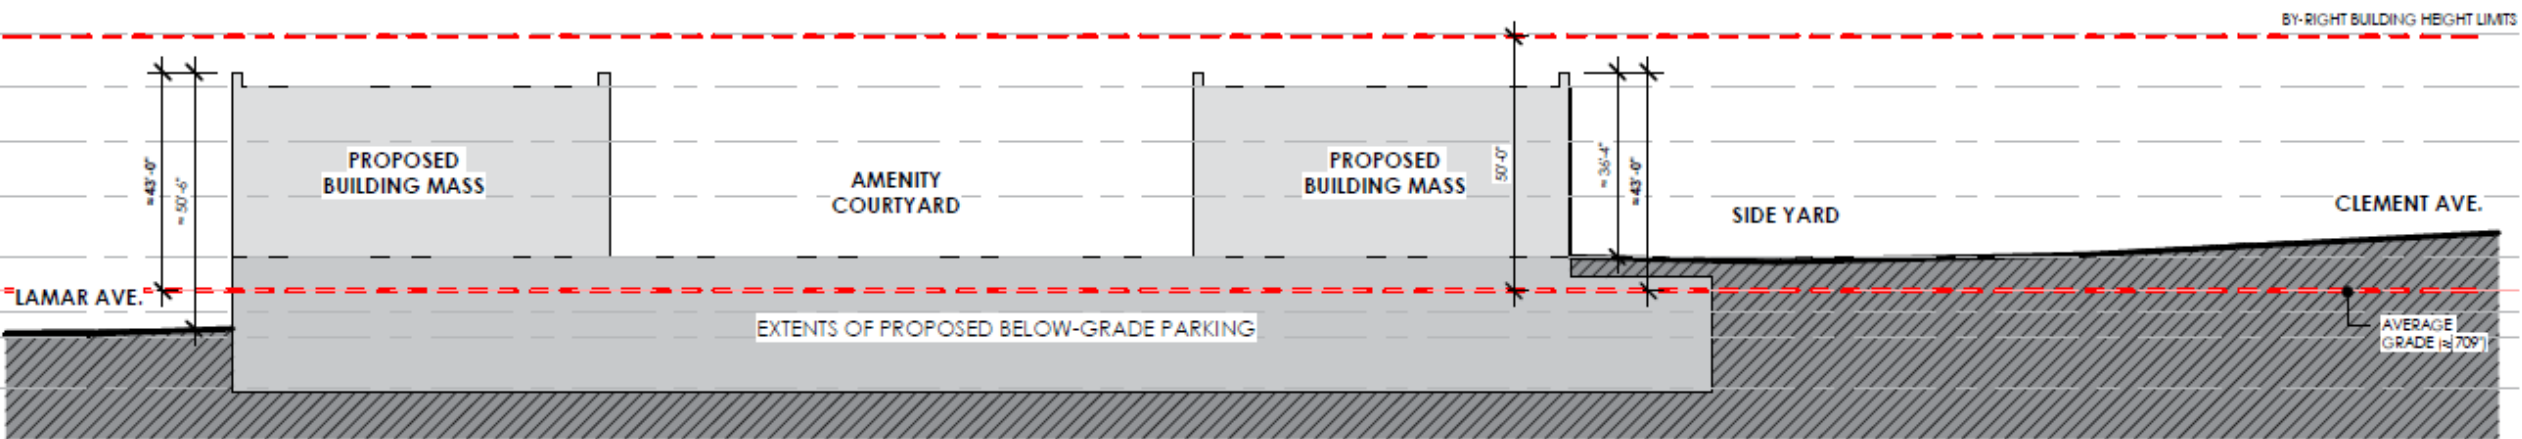 BY-RIGHT BUILDING HEIGHT LIMITS
≈43'-0"
≈ 50'-6"
PROPOSED
BUILDING MASS
AMENITY
COURTYARD
PROPOSED
BUILDING MASS
50'-0"
≈ 36'-4"
≈43'-0"
SIDE YARD
CLEMENT AVE.
LAMAR AVE.
EXTENTS OF PROPOSED BELOW-GRADE PARKING
AVERAGE
GRADE (≈709')